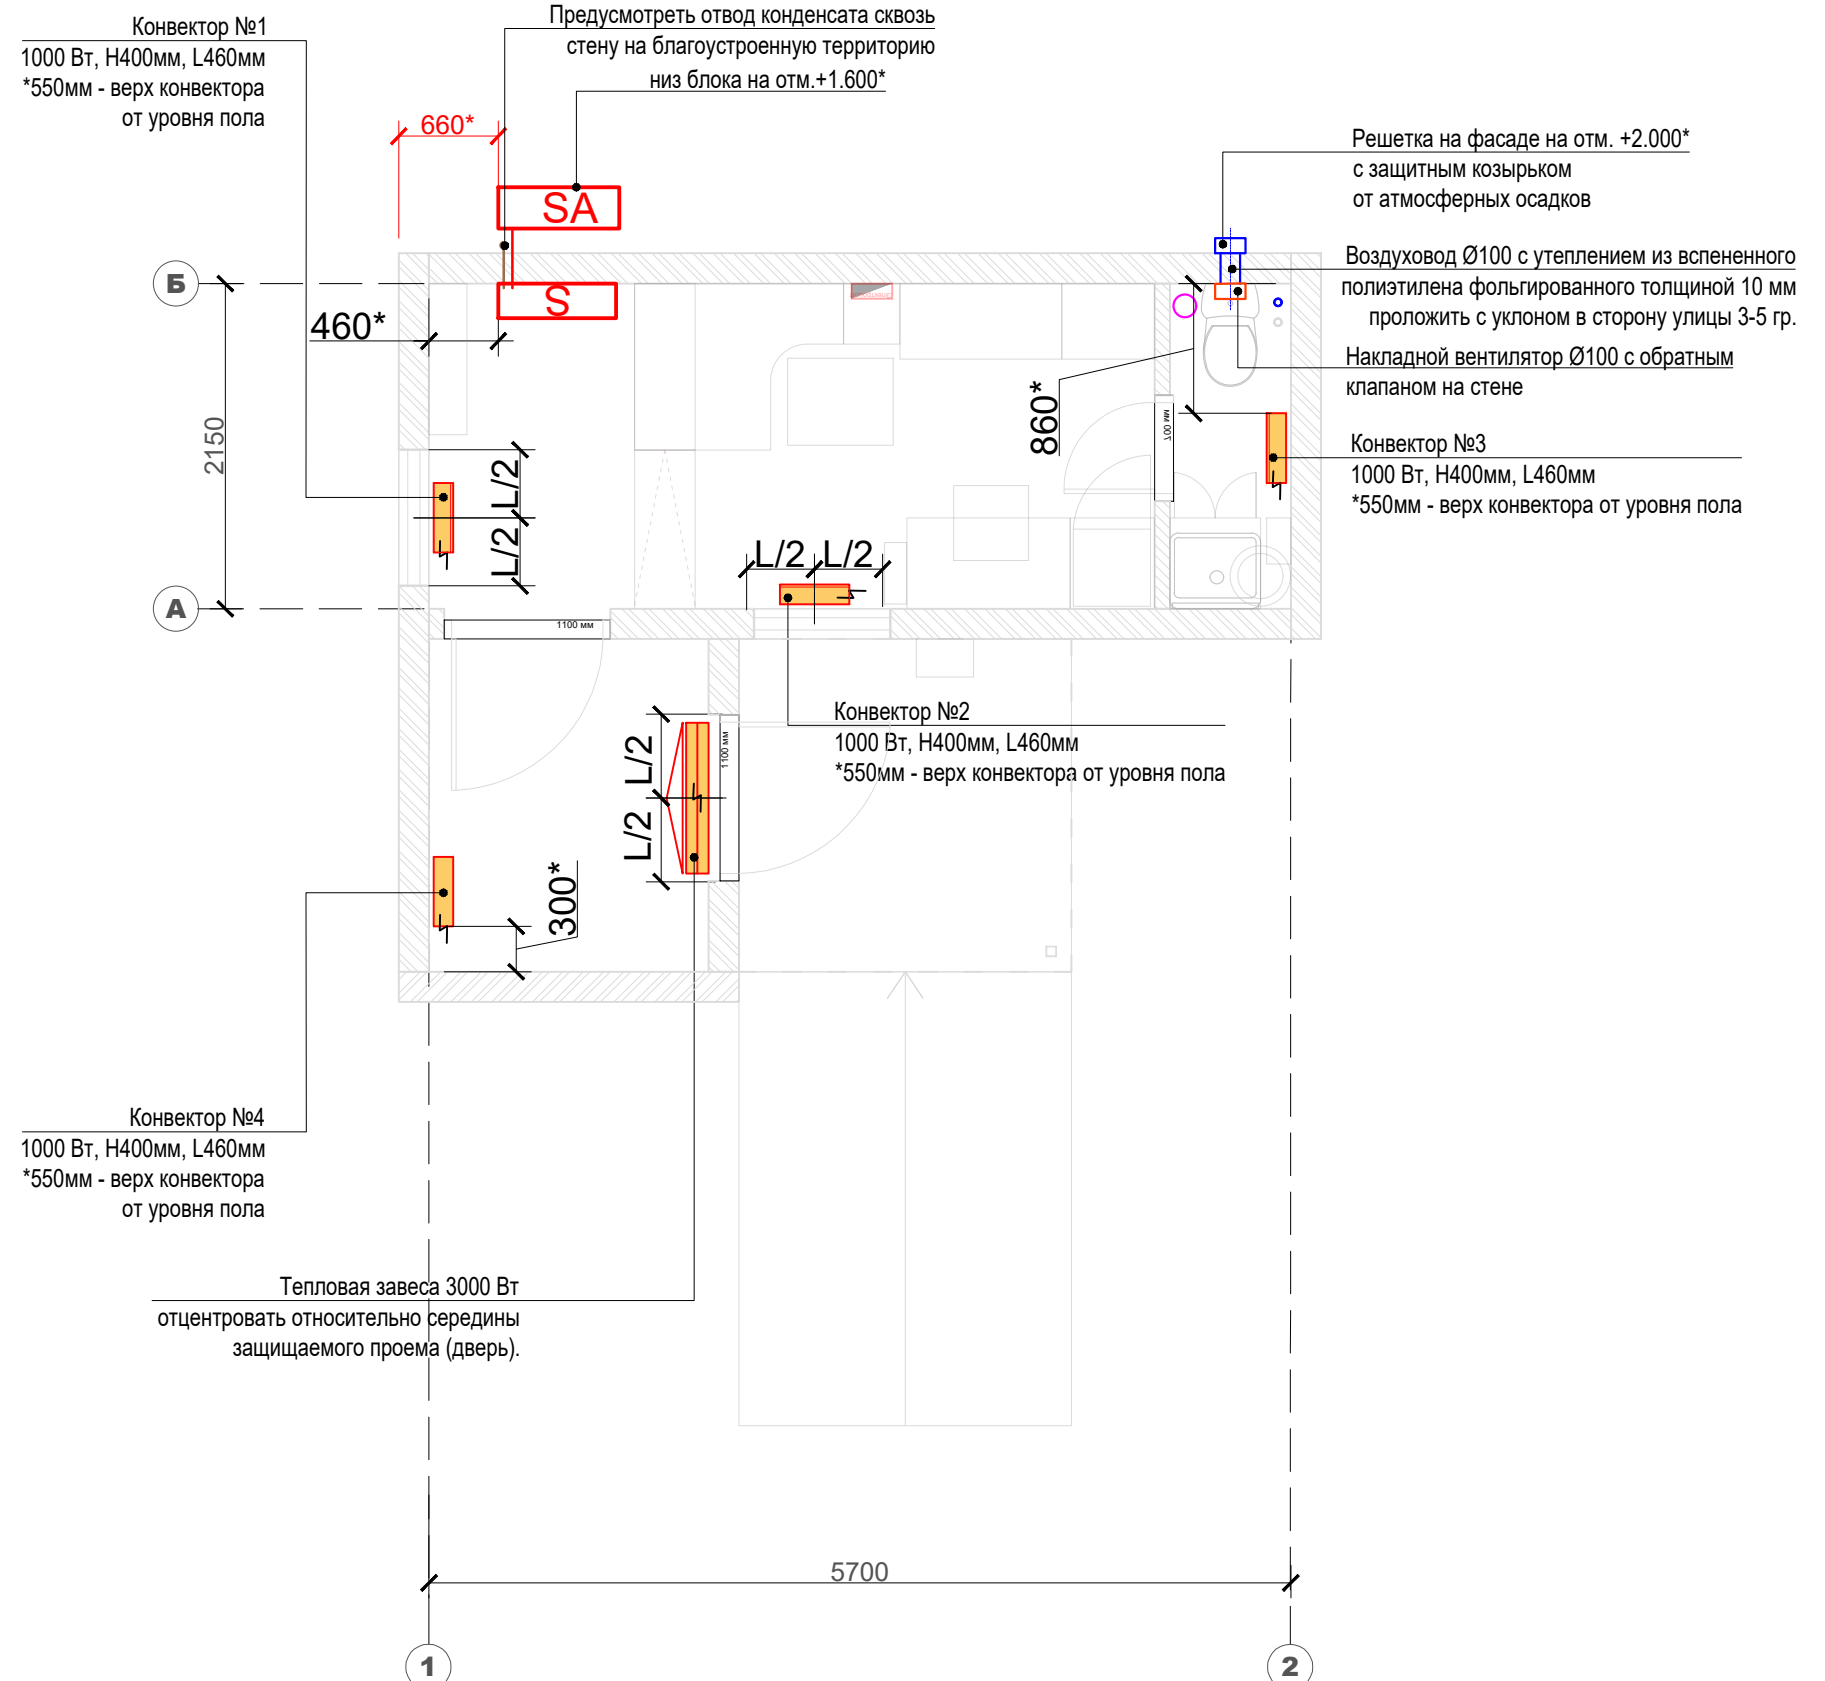 Конвектор №1
1000 Вт, H400мм, L460мм
*550мм - верх конвектора
от уровня пола
Предусмотреть отвод конденсата сквозь
стену на благоустроенную территорию
низ блока на отм.+1.600*
660*
SA
S
460*
Решетка на фасаде на отм. +2.000*
с защитным козырьком
от атмосферных осадков
Воздуховод Ø100 с утеплением из вспененного
полиэтилена фольгированного толщиной 10 мм
проложить с уклоном в сторону улицы 3-5 гр.
Накладной вентилятор Ø100 с обратным
клапаном на стене
Конвектор №3
1000 Вт, H400мм, L460мм
*550мм - верх конвектора от уровня пола
Б
2150
А
L/2
L/2
L/2
L/2
860*
700 мм
1100 мм
Конвектор №2
1000 Вт, H400мм, L460мм
*550мм - верх конвектора от уровня пола
L/2
L/2
1100 мм
300*
Конвектор №4
1000 Вт, H400мм, L460мм
*550мм - верх конвектора
от уровня пола
Тепловая завеса 3000 Вт
отцентровать относительно середины
защищаемого проема (дверь).
5700
1
2